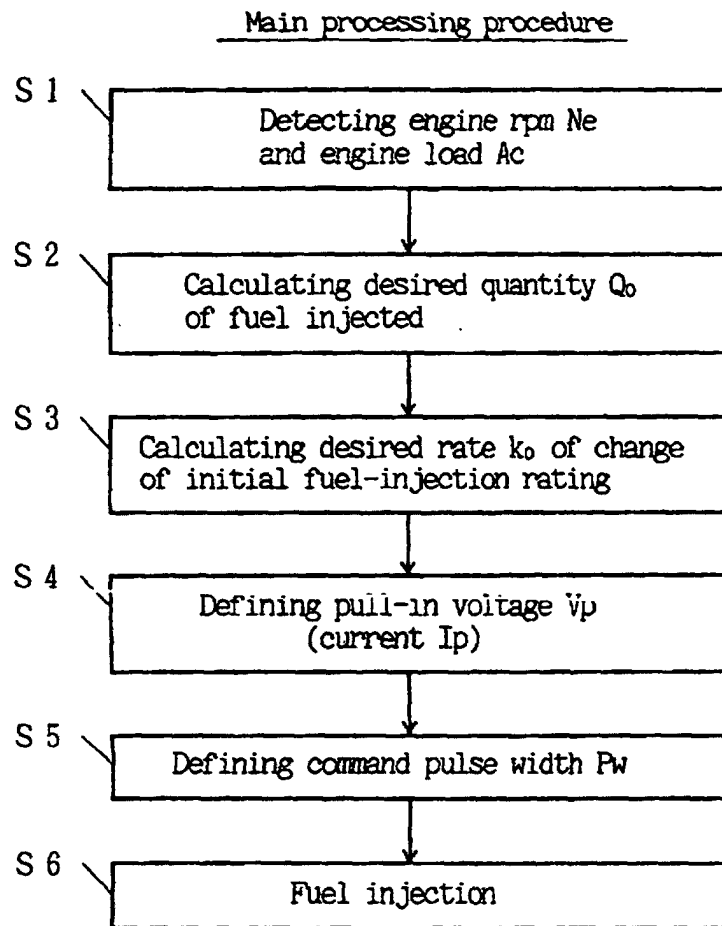 Main processing procedure
S 1
Detecting engine rpm Ne
and engine load Ac
S 2
Calculating desired quantity Q₀
of fuel injected
S 3
Calculating desired rate k₀ of change
of initial fuel-injection rating
S 4
Defining pull-in voltage Vp
(current Ip)
S 5
Defining command pulse width Pw
S 6
Fuel injection